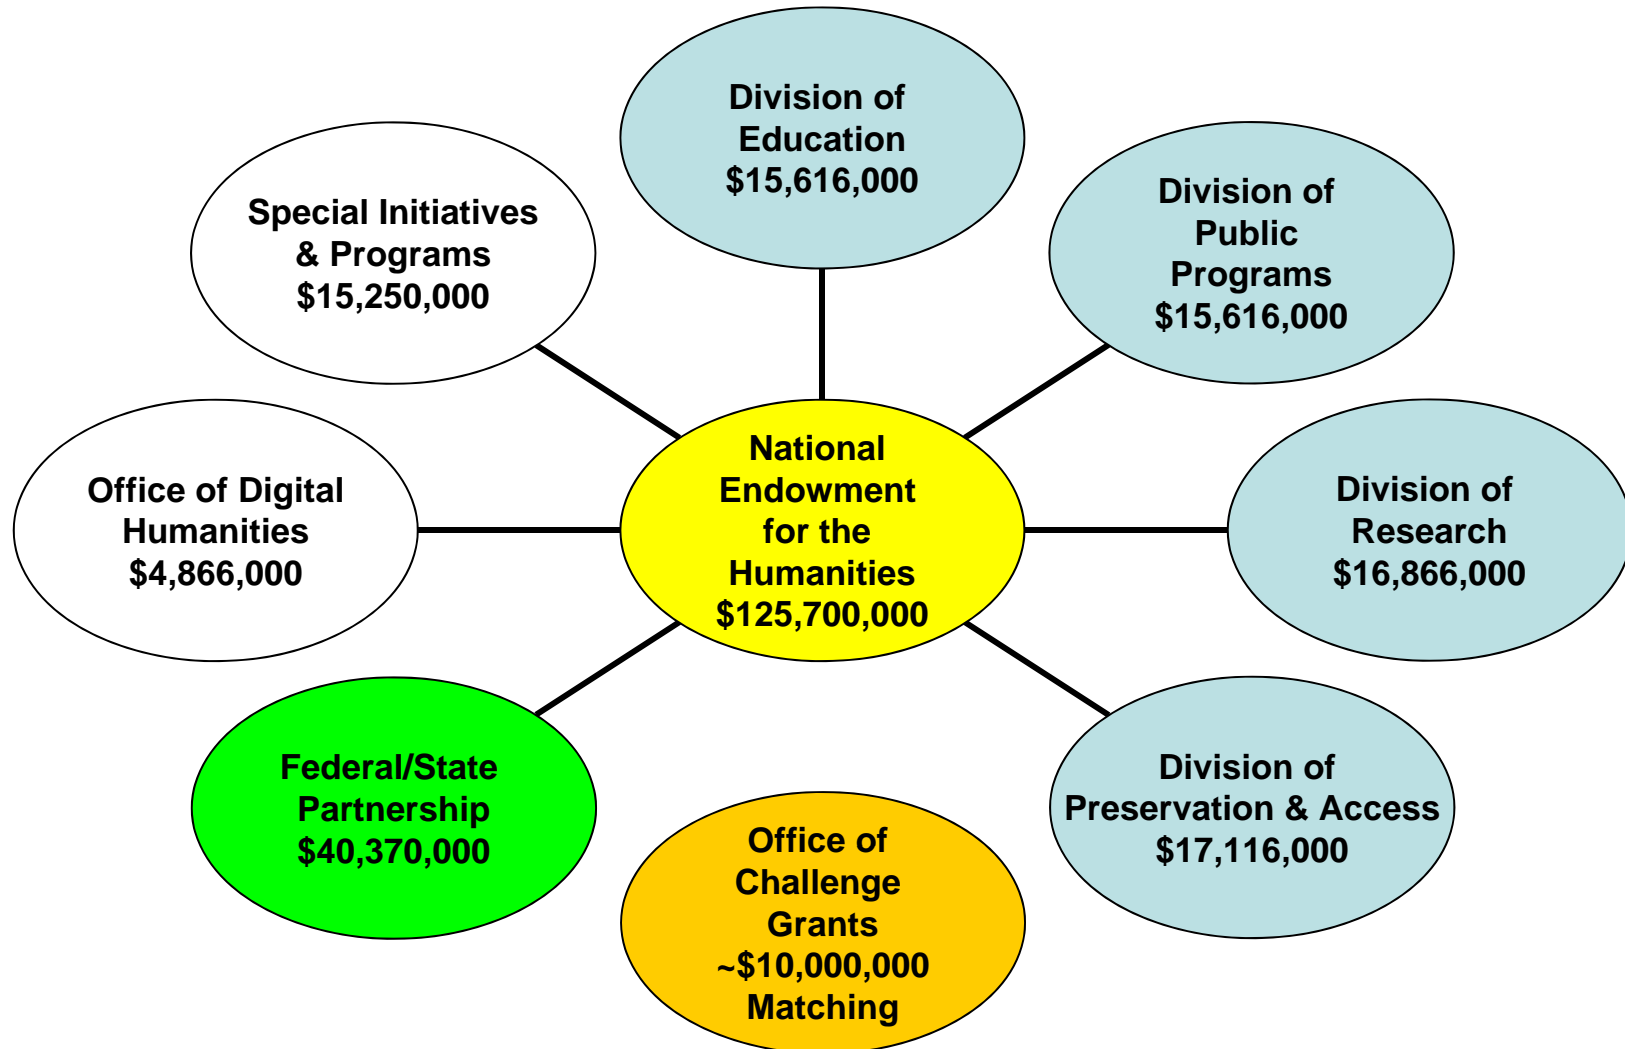 Division of
Education
$15,616,000
Special Initiatives
& Programs
$15,250,000
Division of
Public
Programs
$15,616,000
Office of Digital
Humanities
$4,866,000
National
Endowment
for the
Humanities
$125,700,000
Division of
Research
$16,866,000
Federal/State
Partnership
$40,370,000
Office of
Challenge
Grants
~$10,000,000
Matching
Division of
Preservation & Access
$17,116,000